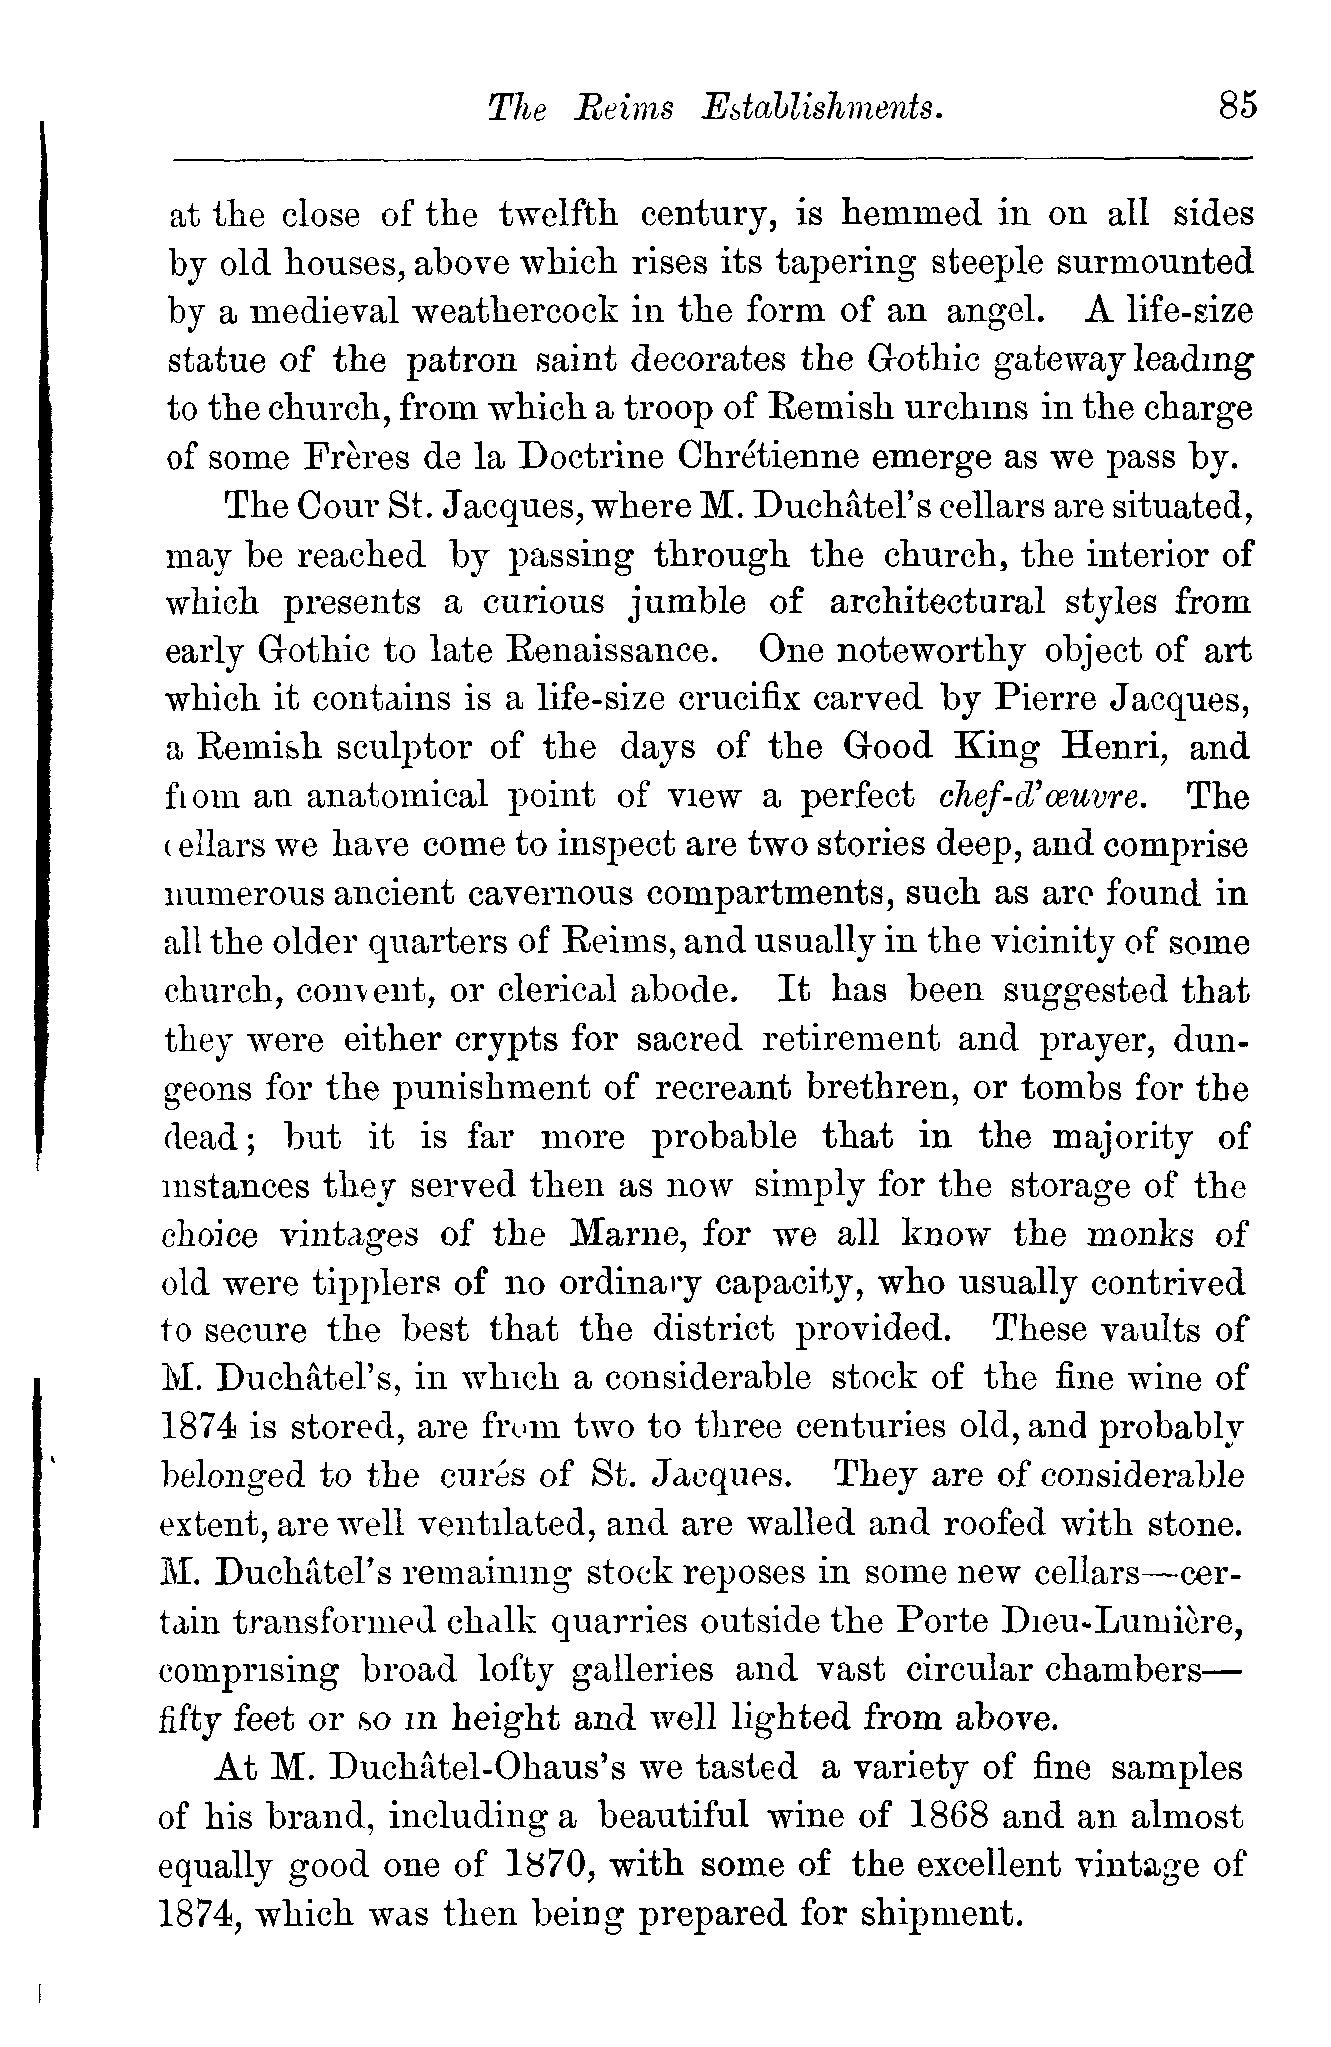 The Reims Establishments. 85
at the close of the twelfth century, is hemmed in on all sides
by old houses, above which rises its tapering steeple surmounted
by a medieval weathercock in the form of an angel. A life-size
statue of the patron saint decorates the Gothic gateway leading
to the church, from which a troop of Remish urchins in the charge
of some Frères de la Doctrine Chrétienne emerge as we pass by.
The Cour St. Jacques, where M. Duchâtel's cellars are situated,
may be reached by passing through the church, the interior of
which presents a curious jumble of architectural styles from
early Gothic to late Renaissance. One noteworthy object of art
which it contains is a life-size crucifix carved by Pierre Jacques,
a Remish sculptor of the days of the Good King Henri, and
from an anatomical point of view a perfect chef-d'œuvre. The
cellars we have come to inspect are two stories deep, and comprise
numerous ancient cavernous compartments, such as are found in
all the older quarters of Reims, and usually in the vicinity of some
church, convent, or clerical abode. It has been suggested that
they were either crypts for sacred retirement and prayer, dun-
geons for the punishment of recreant brethren, or tombs for the
dead; but it is far more probable that in the majority of
instances they served then as now simply for the storage of the
choice vintages of the Marne, for we all know the monks of
old were tipplers of no ordinary capacity, who usually contrived
to secure the best that the district provided. These vaults of
M. Duchâtel's, in which a considerable stock of the fine wine of
1874 is stored, are from two to three centuries old, and probably
belonged to the curés of St. Jacques. They are of considerable
extent, are well ventilated, and are walled and roofed with stone.
M. Duchâtel's remaining stock reposes in some new cellars—cer-
tain transformed chalk quarries outside the Porte Dieu-Lumière,
comprising broad lofty galleries and vast circular chambers—
fifty feet or so in height and well lighted from above.
At M. Duchâtel-Ohaus's we tasted a variety of fine samples
of his brand, including a beautiful wine of 1868 and an almost
equally good one of 1870, with some of the excellent vintage of
1874, which was then being prepared for shipment.